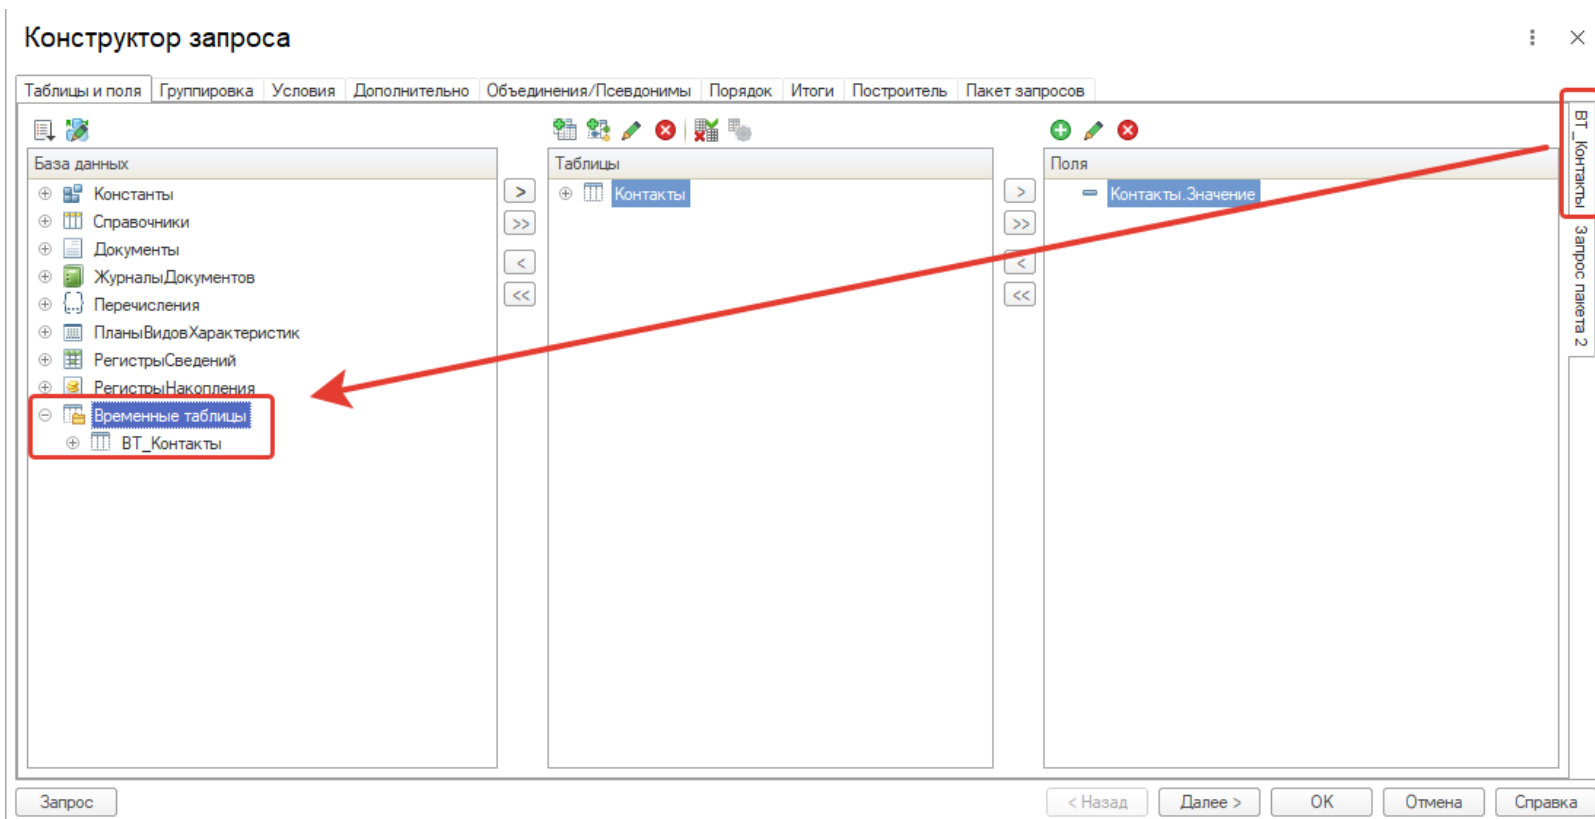 Конструктор запроса
Таблицы и поля
Группировка
Условия
Дополнительно
Объединения/Псевдонимы
Порядок
Итоги
Построитель
Пакет запросов
База данных
Константы
Справочники
Документы
ЖурналыДокументов
Перечисления
ПланыВидовХарактеристик
РегистрыСведений
РегистрыНакопления
Временные таблицы
ВТ_Контакты
>
>>
<
<<
Таблицы
Контакты
>
>>
<
<<
Поля
Контакты.Значение
ВТ_Контакты
Запрос пакета 2
Запрос
< Назад
Далее >
OK
Отмена
Справка